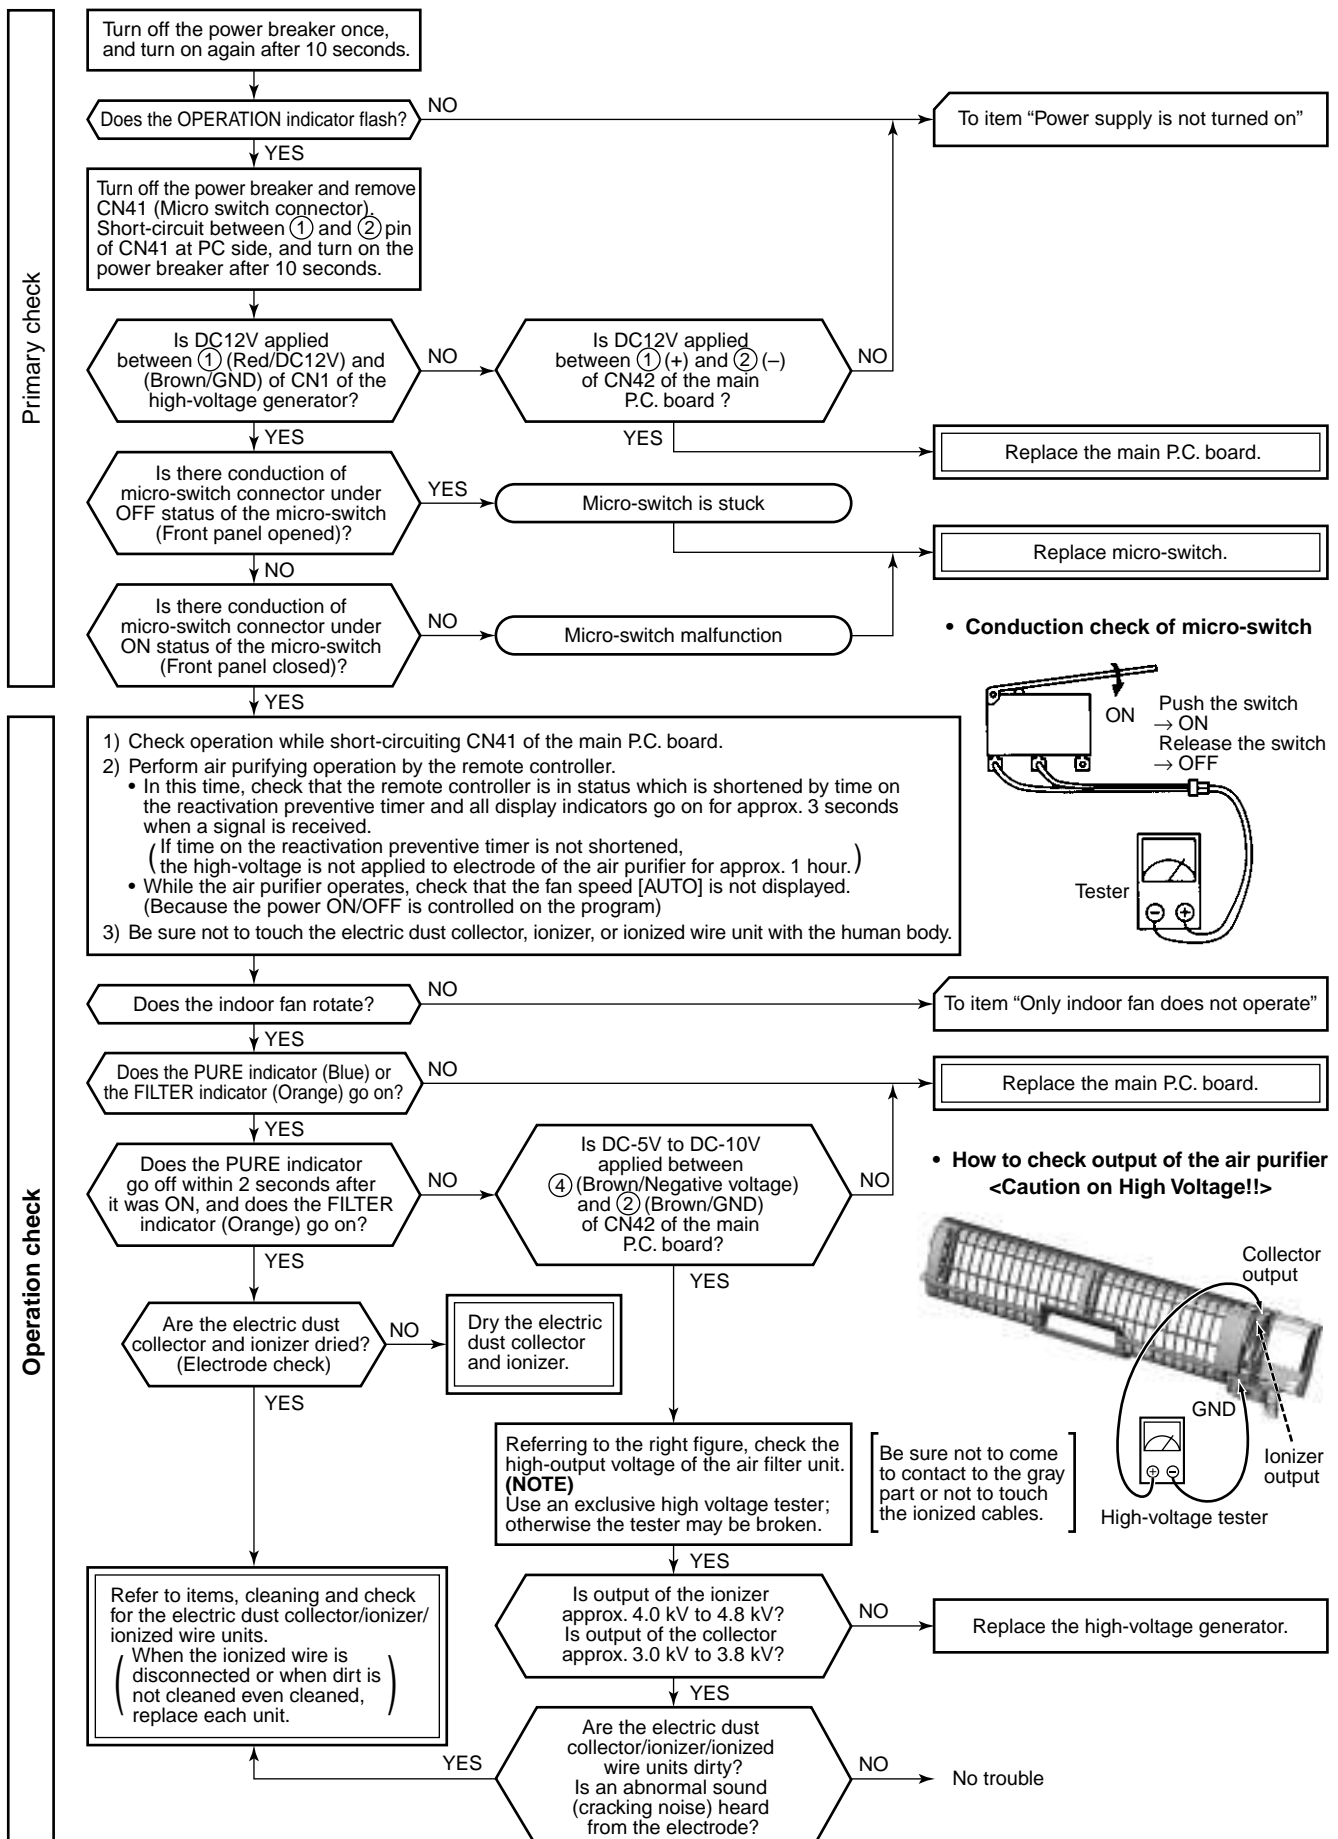 Primary check
Turn off the power breaker once,
and turn on again after 10 seconds.
Does the OPERATION indicator flash?
NO
To item “Power supply is not turned on”
YES
Turn off the power breaker and remove
CN41 (Micro switch connector).
Short-circuit between ① and ② pin
of CN41 at PC side, and turn on the
power breaker after 10 seconds.
Is DC12V applied
between ① (Red/DC12V) and
(Brown/GND) of CN1 of the
high-voltage generator?
NO
Is DC12V applied
between ① (+) and ② (–)
of CN42 of the main
P.C. board ?
NO
YES
YES
Replace the main P.C. board.
Is there conduction of
micro-switch connector under
OFF status of the micro-switch
(Front panel opened)?
YES
Micro-switch is stuck
Replace micro-switch.
NO
Is there conduction of
micro-switch connector under
ON status of the micro-switch
(Front panel closed)?
NO
Micro-switch malfunction
YES
• Conduction check of micro-switch
ON
Push the switch
→ ON
Release the switch
→ OFF
Tester
Operation check
1) Check operation while short-circuiting CN41 of the main P.C. board.
2) Perform air purifying operation by the remote controller.
• In this time, check that the remote controller is in status which is shortened by time on
the reactivation preventive timer and all display indicators go on for approx. 3 seconds
when a signal is received.
(If time on the reactivation preventive timer is not shortened,
the high-voltage is not applied to electrode of the air purifier for approx. 1 hour.)
• While the air purifier operates, check that the fan speed [AUTO] is not displayed.
(Because the power ON/OFF is controlled on the program)
3) Be sure not to touch the electric dust collector, ionizer, or ionized wire unit with the human body.
Does the indoor fan rotate?
NO
To item “Only indoor fan does not operate”
YES
Does the PURE indicator (Blue) or
the FILTER indicator (Orange) go on?
NO
Replace the main P.C. board.
YES
Does the PURE indicator
go off within 2 seconds after
it was ON, and does the FILTER
indicator (Orange) go on?
NO
Is DC-5V to DC-10V
applied between
④ (Brown/Negative voltage)
and ② (Brown/GND)
of CN42 of the main
P.C. board?
NO
YES
YES
• How to check output of the air purifier
<Caution on High Voltage!!>
Collector
output
GND
Ionizer
output
High-voltage tester
Are the electric dust
collector and ionizer dried?
(Electrode check)
NO
Dry the electric
dust collector
and ionizer.
YES
Referring to the right figure, check the
high-output voltage of the air filter unit.
(NOTE)
Use an exclusive high voltage tester;
otherwise the tester may be broken.
[Be sure not to come
to contact to the gray
part or not to touch
the ionized cables.]
YES
Refer to items, cleaning and check
for the electric dust collector/ionizer/
ionized wire units.
(When the ionized wire is
disconnected or when dirt is
not cleaned even cleaned,
replace each unit.)
Is output of the ionizer
approx. 4.0 kV to 4.8 kV?
Is output of the collector
approx. 3.0 kV to 3.8 kV?
NO
Replace the high-voltage generator.
YES
Are the electric dust
collector/ionizer/ionized
wire units dirty?
Is an abnormal sound
(cracking noise) heard
from the electrode?
YES
NO
No trouble